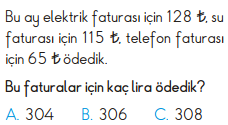 Bu ay elektrik faturası için 128 ₺, su
faturası için 115 ₺, telefon faturası
için 65 ₺ ödedik.
Bu faturalar için kaç lira ödedik?
A. 304 B. 306 C. 308